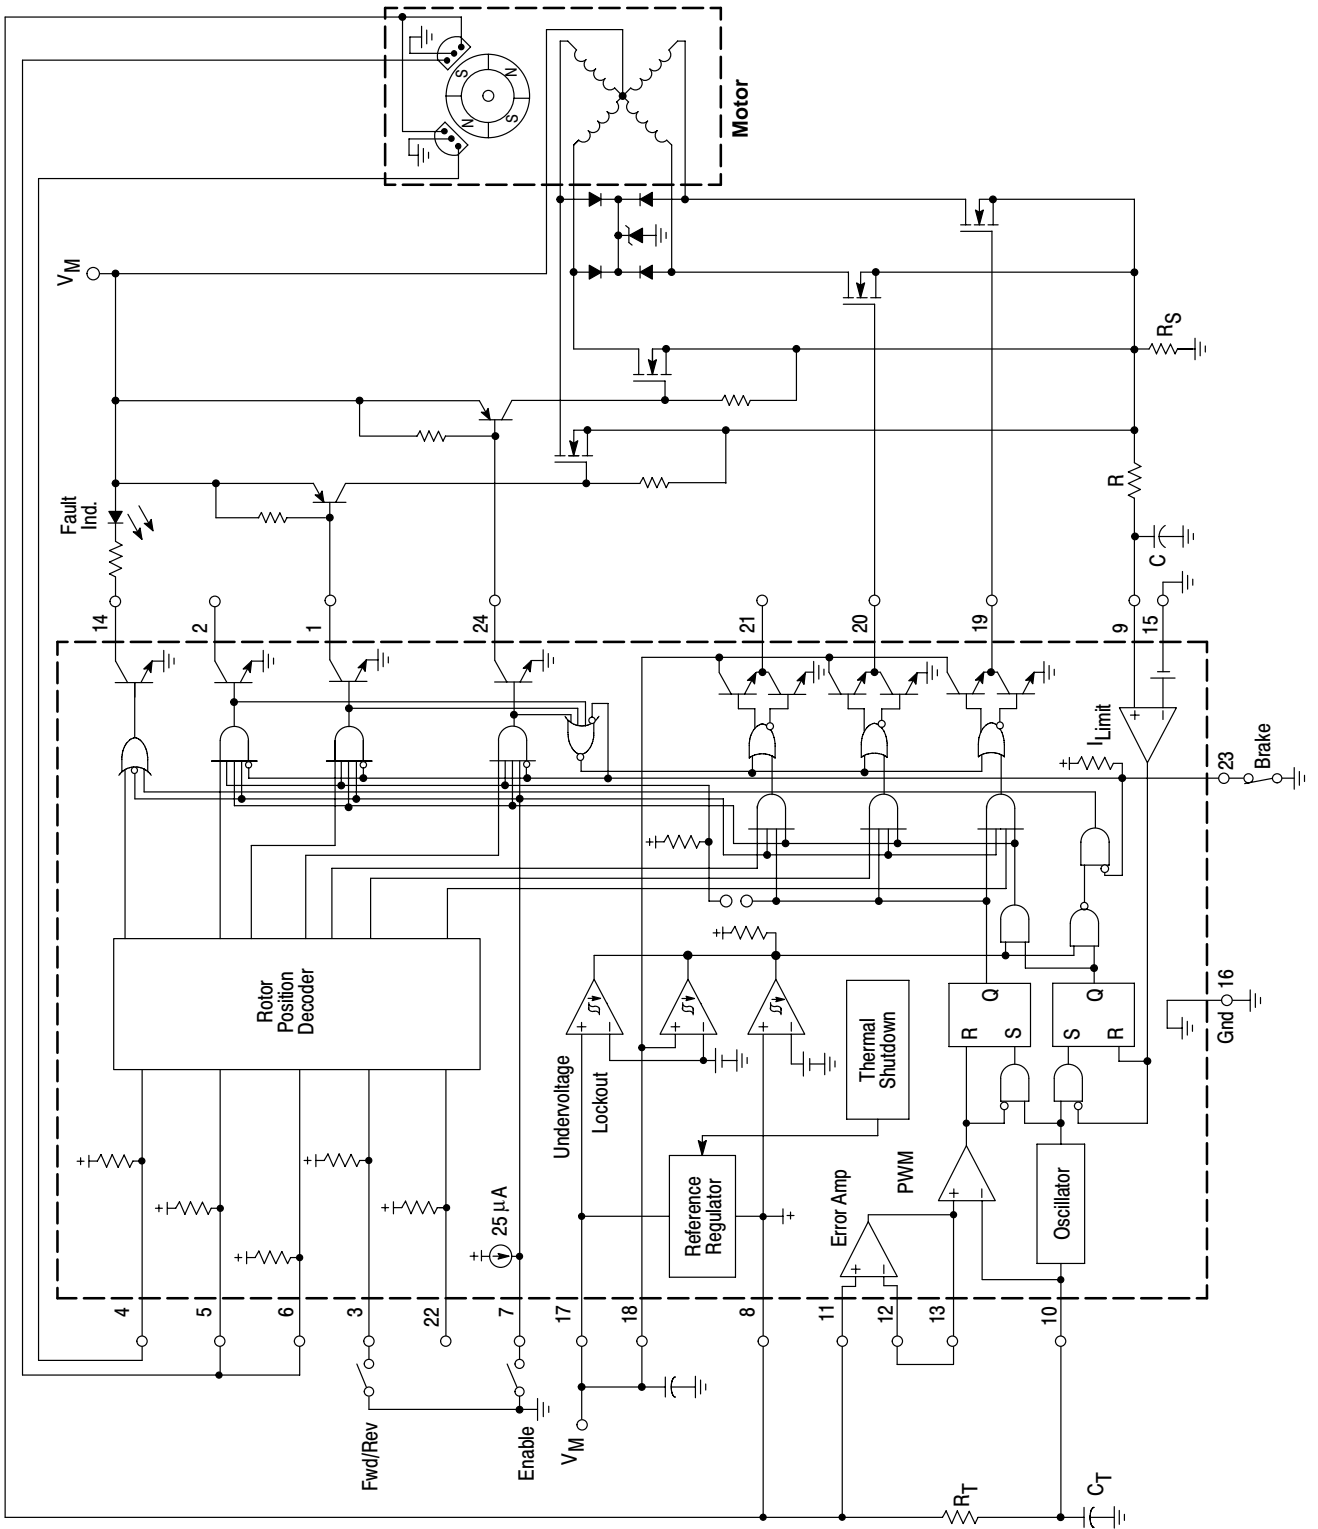 4
5
6
3
22
7
17
18
8
11
12
13
10
Fwd/Rev
Enable
VM
RT
CT
Rotor
Position
Decoder
25 µA
Undervoltage
Lockout
Reference
Regulator
Thermal
Shutdown
Error Amp
PWM
Oscillator
R
Q
S
S
Q
R
Gnd 16
ILimit
23
Brake
14
2
1
24
21
20
19
9
15
Fault
Ind.
VM
R
C
RS
S
N
N
S
Motor